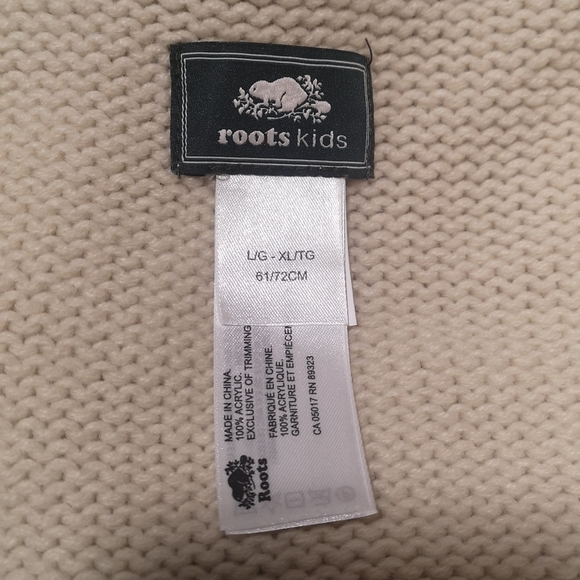 roots kids
L/G - XL/TG
61/72CM
MADE IN CHINA.
100% ACRYLIC.
EXCLUSIVE OF TRIMMING
FABRIQUÉ EN CHINE.
100% ACRYLIQUE.
GARNITURE ET
CA 05017 RN 89323
Roots